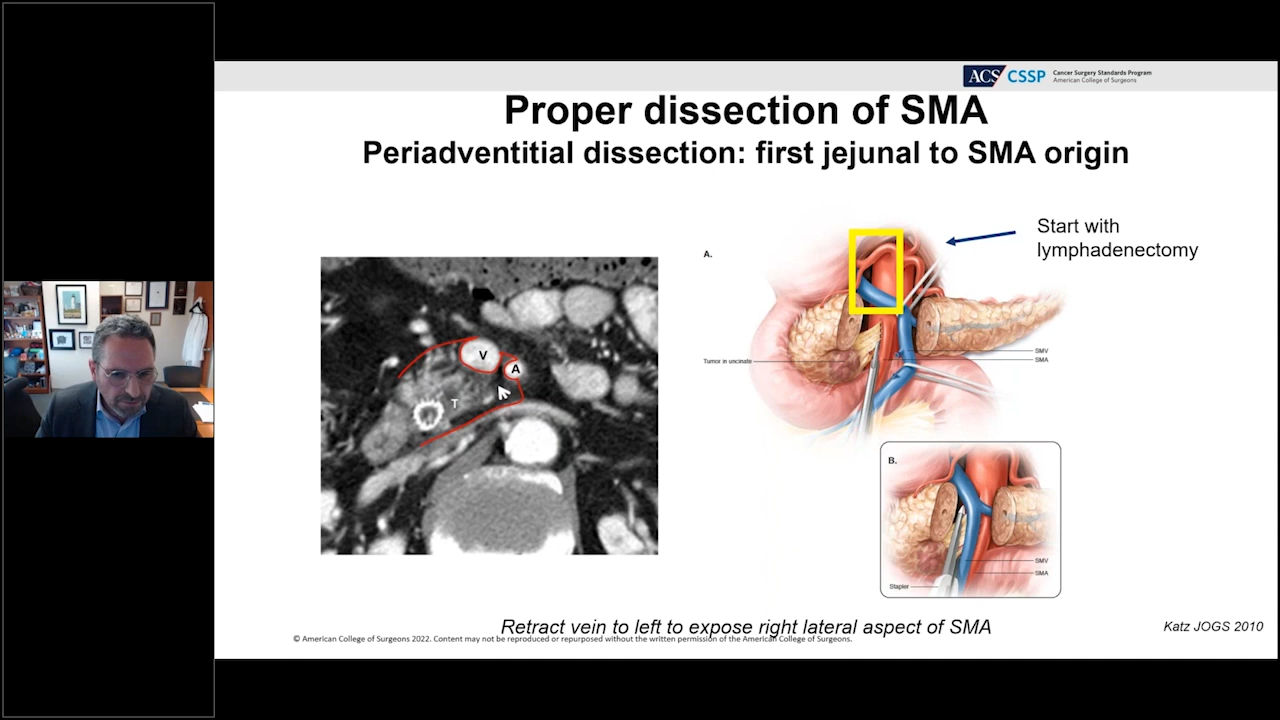 ACS CSSP Cancer Surgery Standards Program
American College of Surgeons
Proper dissection of SMA
Periadventitial dissection: first jejunal to SMA origin
Start with
lymphadenectomy
A.
V
A
T
Tumor in uncinate
SMV
SMA
B.
SMV
SMA
Stapler
Retract vein to left to expose right lateral aspect of SMA
Katz JOGS 2010
© American College of Surgeons 2022. Content may not be reproduced or repurposed without the written permission of the American College of Surgeons.